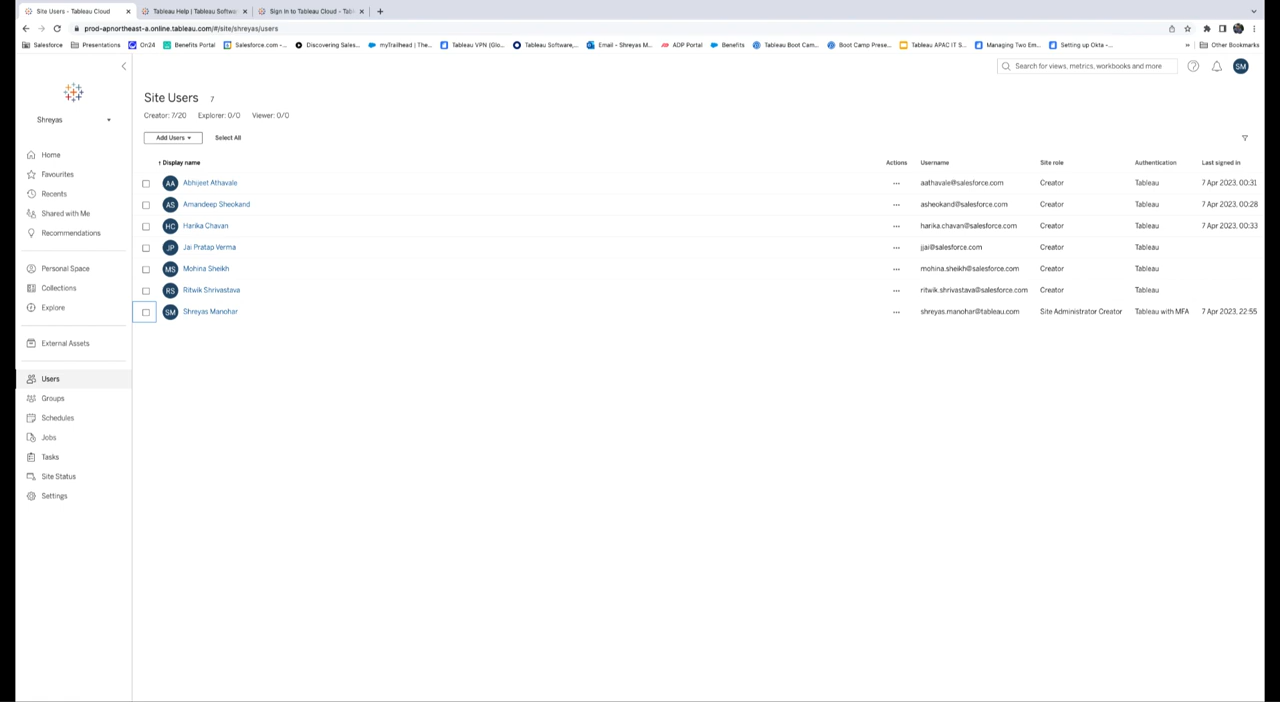 Site Users - Tableau Cloud
Tableau Help | Tableau Softwa
Sign in to Tableau Cloud - Tab
prod-apnortheast-a.online.tableau.com/#/site/shreyas/users
Salesforce Presentations On24 Benefits Portal Salesforce.com -... Discovering Sales... myTrailhead | The... Tableau VPN (Glo... Tableau Software,... Email - Shreyas M... ADP Portal Benefits Tableau Boot Cam... Boot Camp Prese... Tableau APAC IT S... Managing Two Em... Setting up Okta -... » Other Bookmarks
Search for views, metrics, workbooks and more
SM
Shreyas
Home
Favourites
Recents
Shared with Me
Recommendations
Personal Space
Collections
Explore
External Assets
Users
Groups
Schedules
Jobs
Tasks
Site Status
Settings
Site Users 7
Creator: 7/20 Explorer: 0/0 Viewer: 0/0
Add Users Select All
↑ Display name Actions Username Site role Authentication Last signed in
AA Abhijeet Athavale ... aathavale@salesforce.com Creator Tableau 7 Apr 2023, 00:31
AS Amandeep Sheokand ... asheokand@salesforce.com Creator Tableau 7 Apr 2023, 00:28
HC Harika Chavan ... harika.chavan@salesforce.com Creator Tableau 7 Apr 2023, 00:33
JP Jai Pratap Verma ... jjai@salesforce.com Creator Tableau
MS Mohina Sheikh ... mohina.sheikh@salesforce.com Creator Tableau
RS Ritwik Shrivastava ... ritwik.shrivastava@salesforce.com Creator Tableau
SM Shreyas Manohar ... shreyas.manohar@tableau.com Site Administrator Creator Tableau with MFA 7 Apr 2023, 22:55